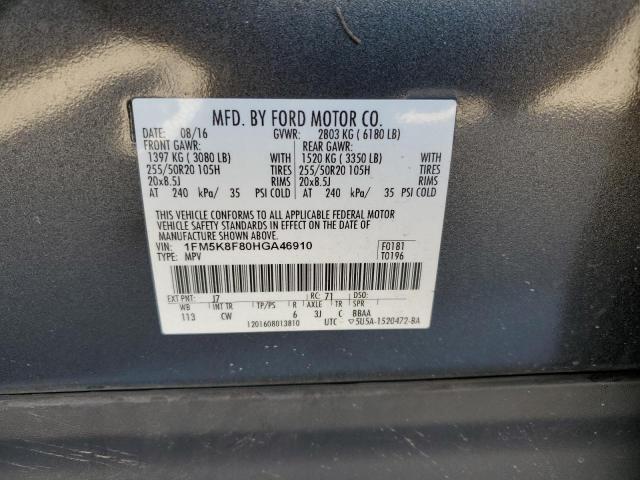 MFD. BY FORD MOTOR CO.
DATE: 08/16 GVWR: 2803 KG ( 6180 LB)
FRONT GAWR: REAR GAWR:
1397 KG ( 3080 LB) WITH 1520 KG ( 3350 LB) WITH
255/50R20 105H TIRES 255/50R20 105H TIRES
20x8.5J RIMS 20x8.5J RIMS
AT 240 kPa/ 35 PSI COLD AT 240 kPa/ 35 PSI COLD
THIS VEHICLE CONFORMS TO ALL APPLICABLE FEDERAL MOTOR
VEHICLE SAFETY STANDARDS IN EFFECT ON THE DATE OF
MANUFACTURE SHOWN ABOVE.
VIN: 1FM5K8F80HGA46910 F0181
TYPE: MPV T0196
EXT PNT: J7 RC: 71 DSO:
WB INT TR TP/PS R AXLE TR SPR
113 CW 6 3J C BBAA
1201608013810 UTC ▽5U5A-1520472-BA